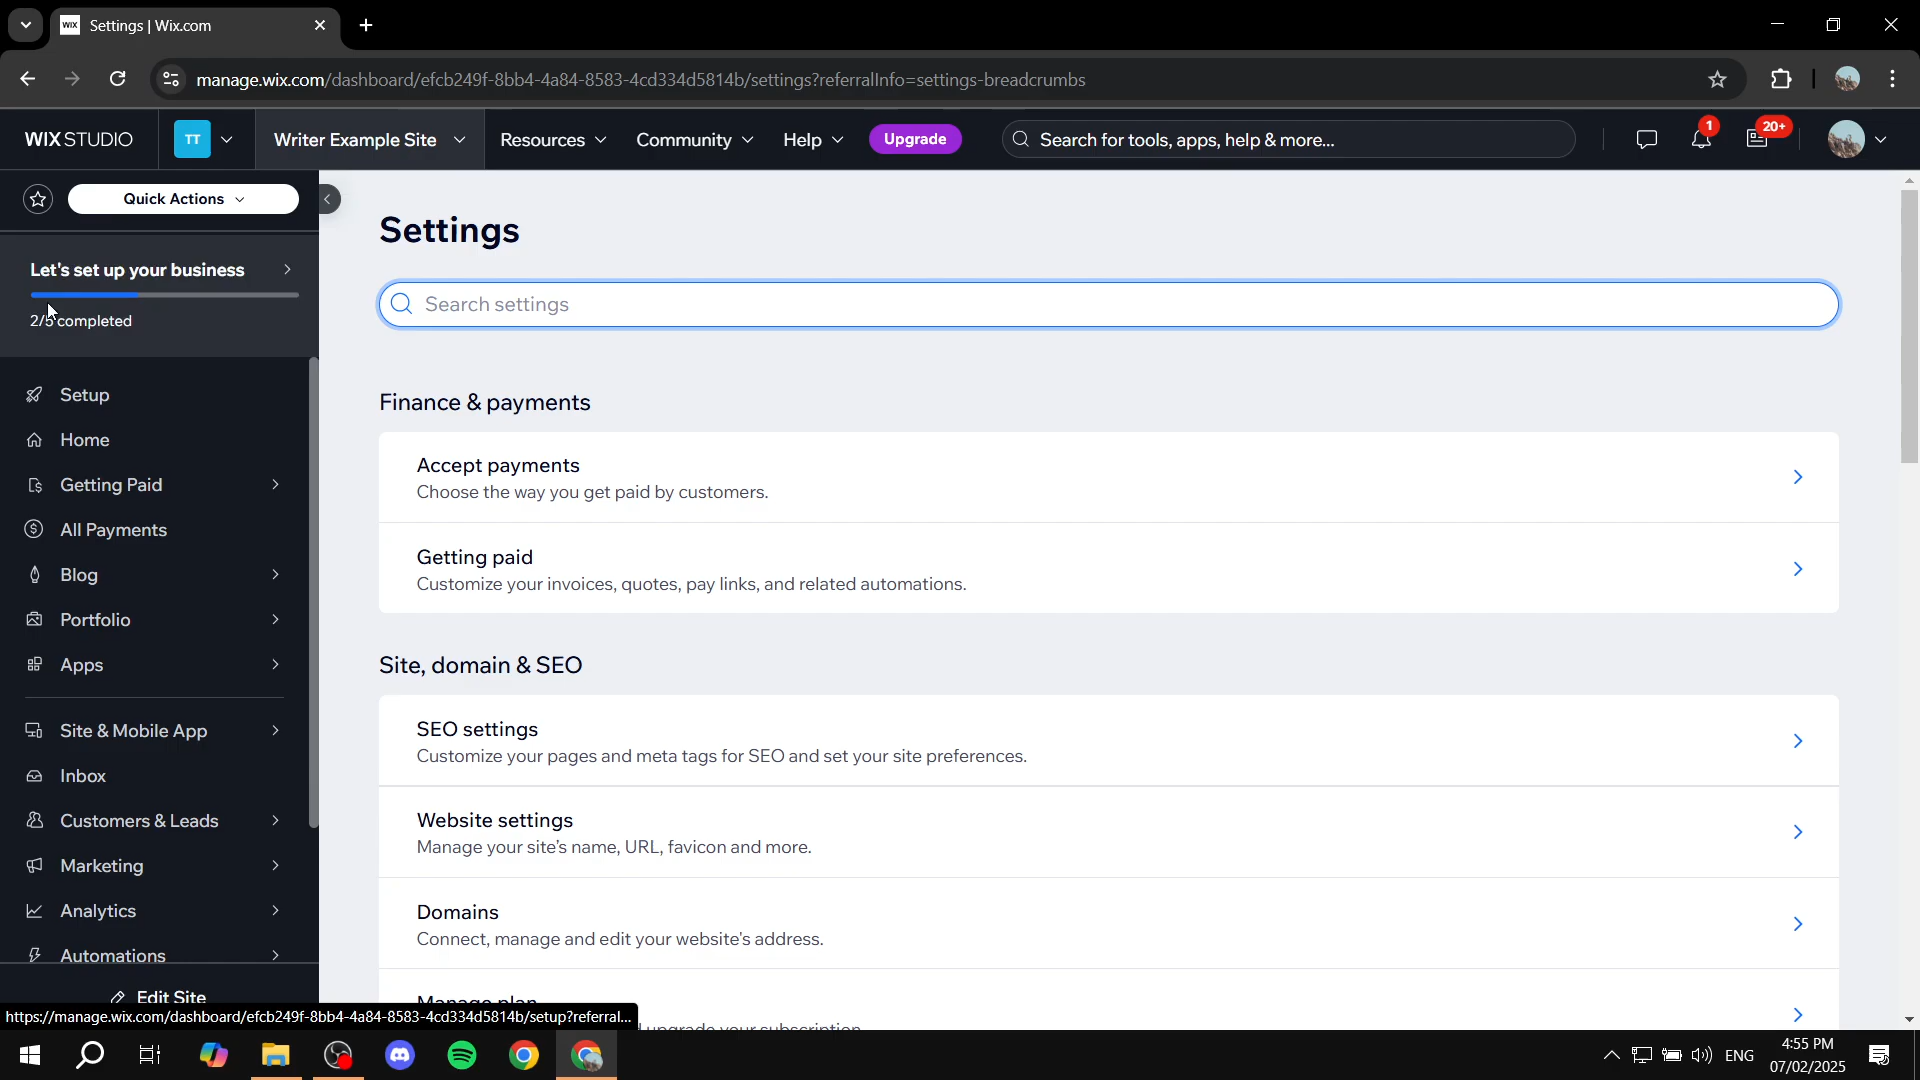 WIX
Settings | Wix.com
manage.wix.com/dashboard/efcb249f-8bb4-4a84-8583-4cd334d5814b/settings?referralInfo=settings-breadcrumbs
WIX STUDIO
TT
Writer Example Site
Resources
Community
Help
Upgrade
Search for tools, apps, help & more...
1
20+
Quick Actions
Let's set up your business
2/5 completed
Setup
Home
Getting Paid
All Payments
Blog
Portfolio
Apps
Site & Mobile App
Inbox
Customers & Leads
Marketing
Analytics
Automations
Edit Site
Settings
Search settings
Finance & payments
Accept payments
Choose the way you get paid by customers.
Getting paid
Customize your invoices, quotes, pay links, and related automations.
Site, domain & SEO
SEO settings
Customize your pages and meta tags for SEO and set your site preferences.
Website settings
Manage your site's name, URL, favicon and more.
Domains
Connect, manage and edit your website's address.
Manage plan
upgrade your subscription.
https://manage.wix.com/dashboard/efcb249f-8bb4-4a84-8583-4cd334d5814b/setup?referral...
ENG
4:55 PM
07/02/2025